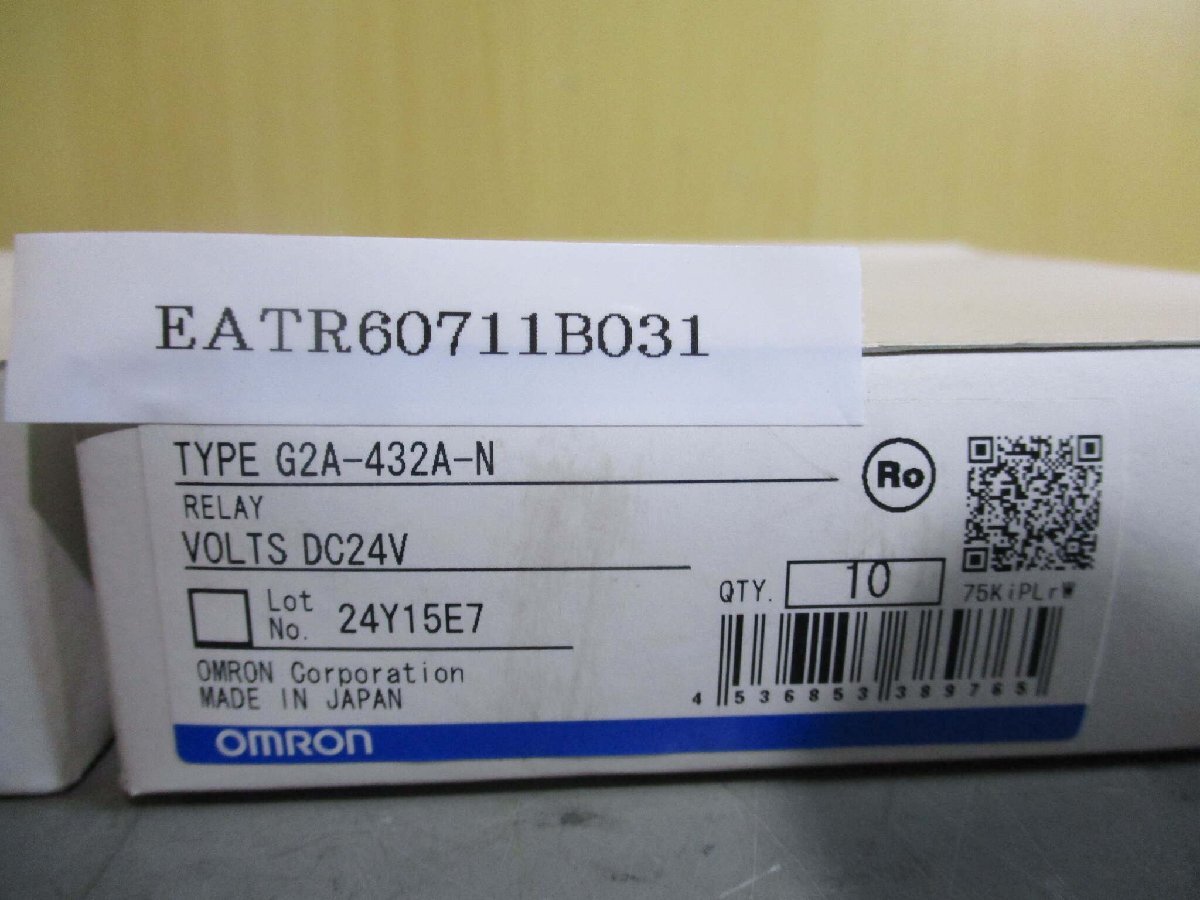 EATR60711B031
TYPE G2A-432A-N
Ro
RELAY
VOLTS DC24V
QTY. 10
75KiPLr
Lot No. 24Y15E7
4 536853 389765
OMRON Corporation
MADE IN JAPAN
OMRON